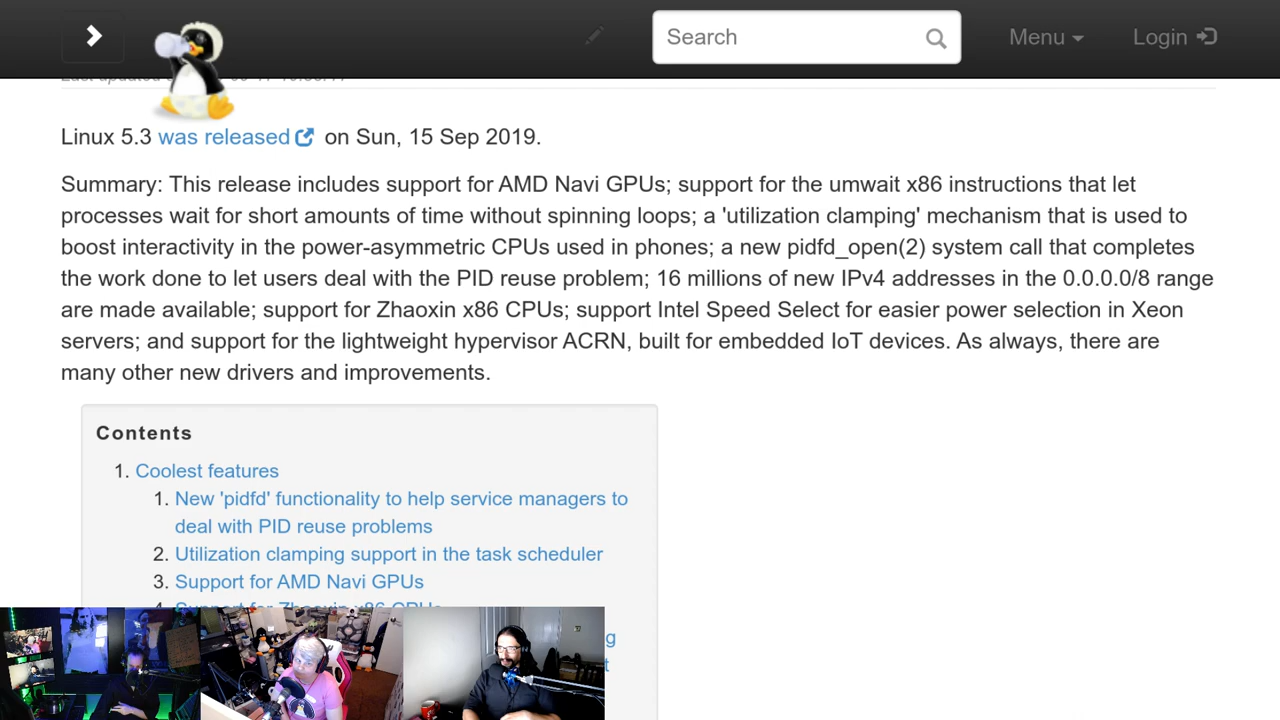 Search
Menu
Login
Linux 5.3 was released on Sun, 15 Sep 2019.
Summary: This release includes support for AMD Navi GPUs; support for the umwait x86 instructions that let
processes wait for short amounts of time without spinning loops; a 'utilization clamping' mechanism that is used to
boost interactivity in the power-asymmetric CPUs used in phones; a new pidfd_open(2) system call that completes
the work done to let users deal with the PID reuse problem; 16 millions of new IPv4 addresses in the 0.0.0.0/8 range
are made available; support for Zhaoxin x86 CPUs; support Intel Speed Select for easier power selection in Xeon
servers; and support for the lightweight hypervisor ACRN, built for embedded IoT devices. As always, there are
many other new drivers and improvements.
Contents
1. Coolest features
1. New 'pidfd' functionality to help service managers to
deal with PID reuse problems
2. Utilization clamping support in the task scheduler
3. Support for AMD Navi GPUs
4. Support for Zhaoxin x86 CPUs